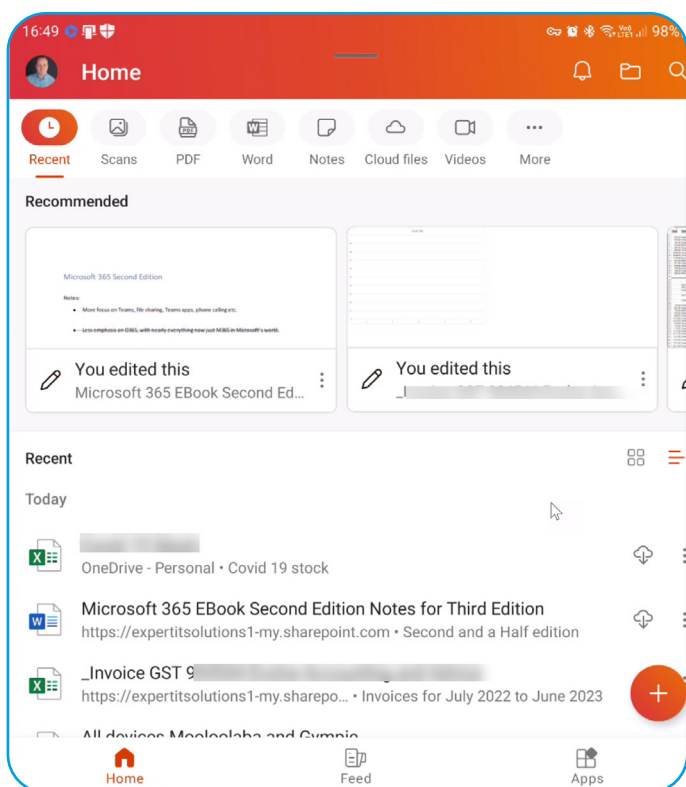 16:49
98%
Home
Recent Scans PDF Word Notes Cloud files Videos More
Recommended
Microsoft 365 Second Edition
Notes:
• More focus on Teams, file sharing, Teams apps, phone calling etc.
• Less emphasis on O365, with nearly everything now just M365 in Microsoft's world.
You edited this
Microsoft 365 EBook Second Ed...
You edited this
Recent
Today
OneDrive - Personal • Covid 19 stock
Microsoft 365 EBook Second Edition Notes for Third Edition
https://expertitsolutions1-my.sharepoint.com • Second and a Half edition
_Invoice GST 9
https://expertitsolutions1-my.sharepo... • Invoices for July 2022 to June 2023
All devices Mooloolaba and Gympie
Home Feed Apps